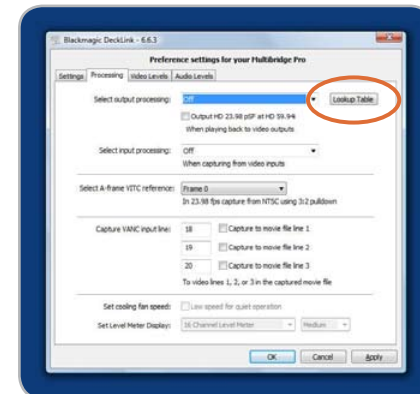 Blackmagic DeckLink - 6.6.3
Preference settings for your Multibridge Pro
Settings Processing Video Levels Audio Levels
Select output processing: Off Lookup Table
Output HD 23.98 pSF at HD 59.94i
When playing back to video outputs
Select input processing: Off
When capturing from video inputs
Select A-frame VITC reference: Frame 0
In 23.98 fps capture from NTSC using 3:2 pulldown
Capture VANC input line: 18 Capture to movie file line 1
19 Capture to movie file line 2
20 Capture to movie file line 3
To video lines 1, 2, or 3 in the captured movie file
Set cooling fan speed: Low speed for quiet operation
Set Level Meter Display: 16 Channel Level Meter Medium
OK Cancel Apply